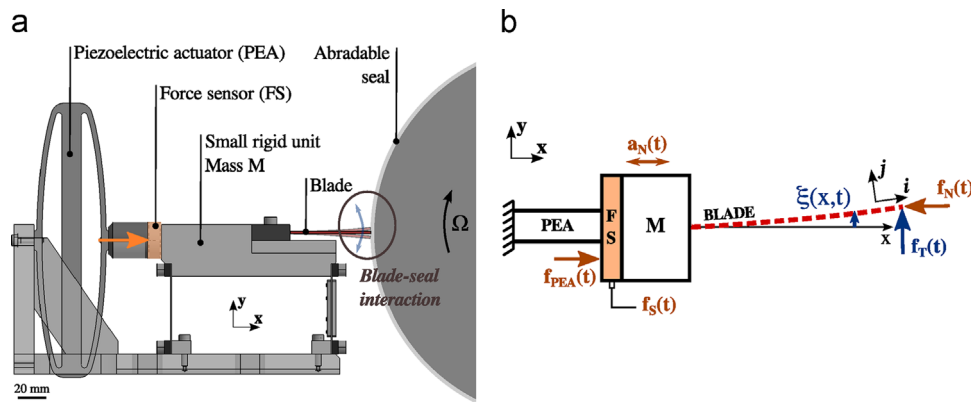 a
Piezoelectric actuator (PEA)
Force sensor (FS)
Small rigid unit
Mass M
Blade
Abradable
seal
Ω
Blade-seal
interaction
y
x
20 mm
b
y
x
a_N(t)
PEA
F
S
M
BLADE
ξ(x,t)
j
i
f_N(t)
x
f_T(t)
f_PEA(t)
f_S(t)